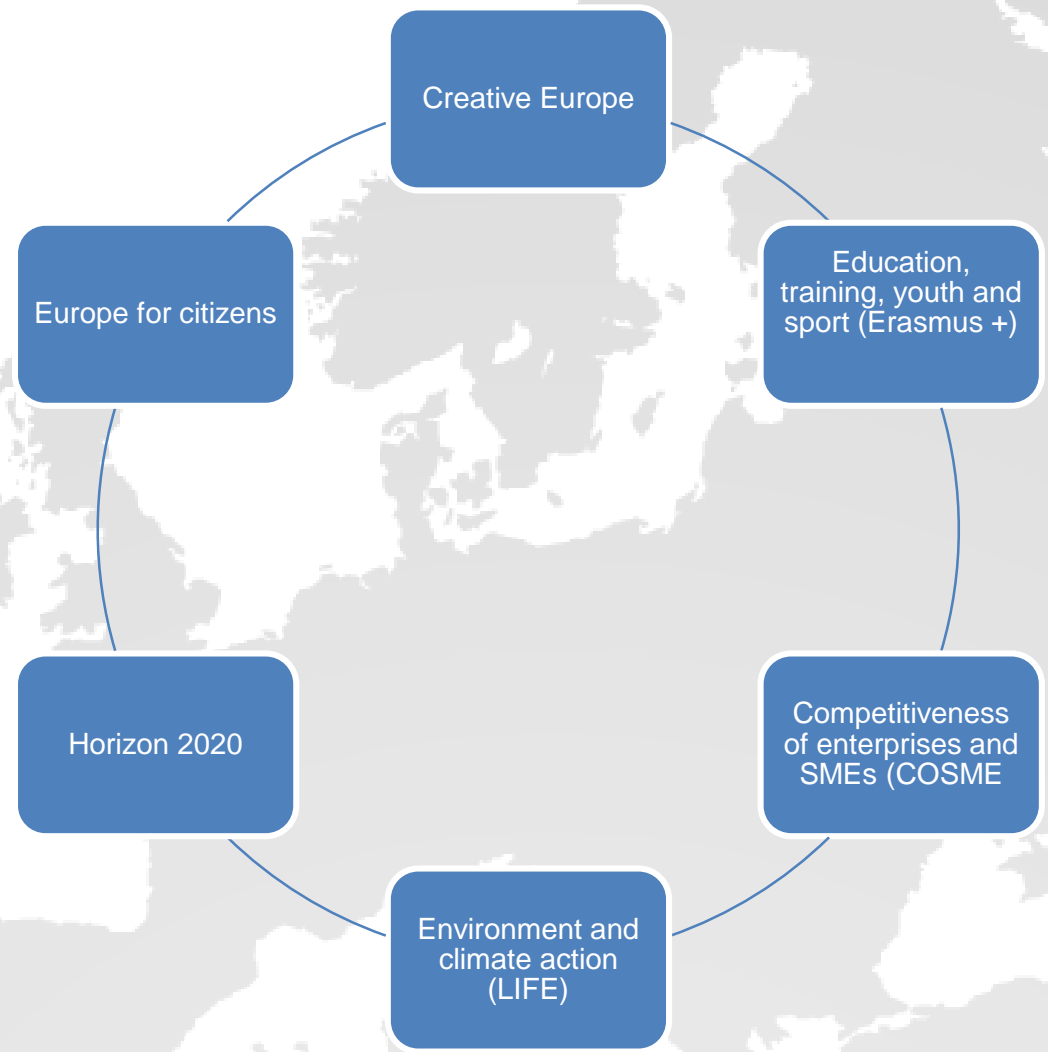 Creative Europe
Education,
training, youth and
sport (Erasmus +)
Competitiveness
of enterprises and
SMEs (COSME
Environment and
climate action
(LIFE)
Horizon 2020
Europe for citizens